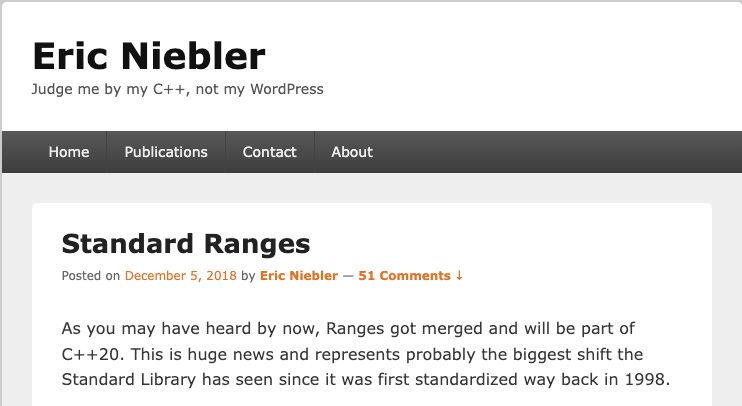 Eric Niebler
Judge me by my C++, not my WordPress
Home Publications Contact About
Standard Ranges
Posted on December 5, 2018 by Eric Niebler — 51 Comments ↓
As you may have heard by now, Ranges got merged and will be part of
C++20. This is huge news and represents probably the biggest shift the
Standard Library has seen since it was first standardized way back in 1998.